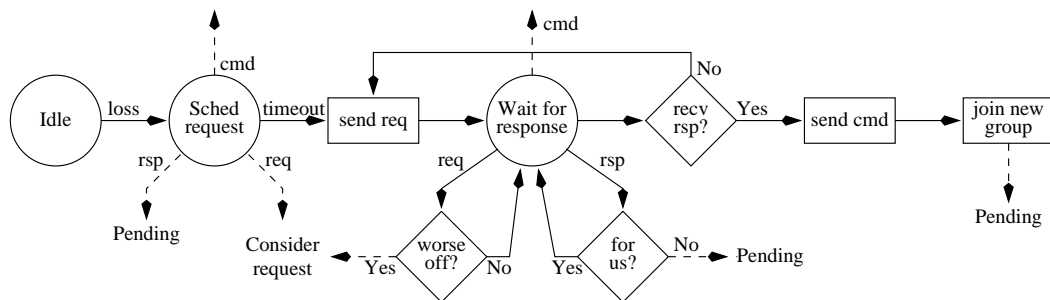 cmd
cmd
No
Idle
loss
Sched
request
timeout
send req
Wait for
response
recv
rsp?
Yes
send cmd
join new
group
rsp
req
req
rsp
Pending
Consider
request
Yes
worse
off?
No
Yes
for
us?
No
Pending
Pending